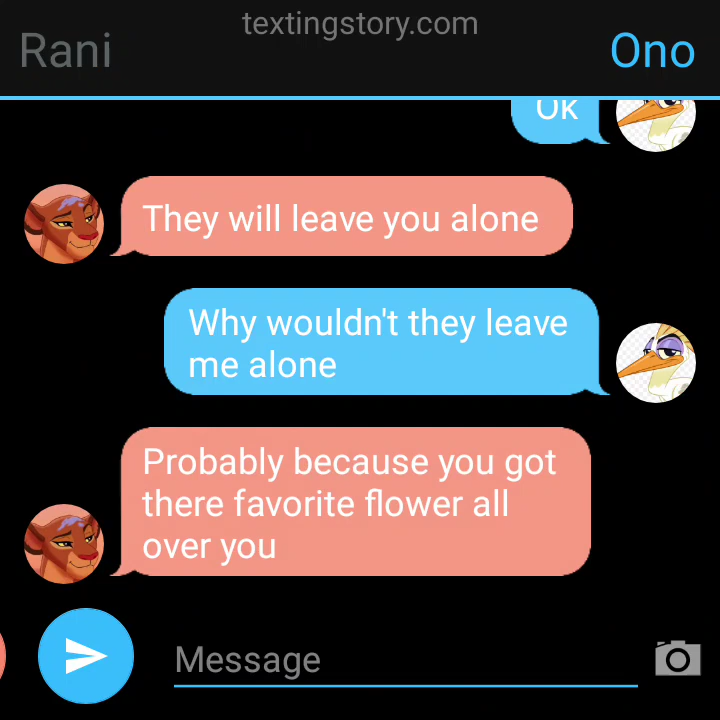 textingstory.com
Rani
Ono
Ok
They will leave you alone
Why wouldn't they leave
me alone
Probably because you got
there favorite flower all
over you
Message